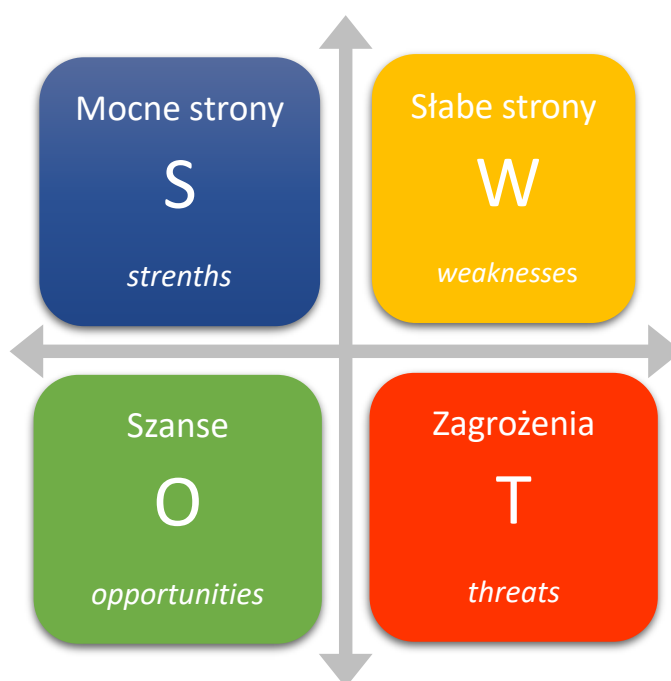 Mocne strony
S
strenths
Słabe strony
W
weaknesses
Szanse
O
opportunities
Zagrożenia
T
threats